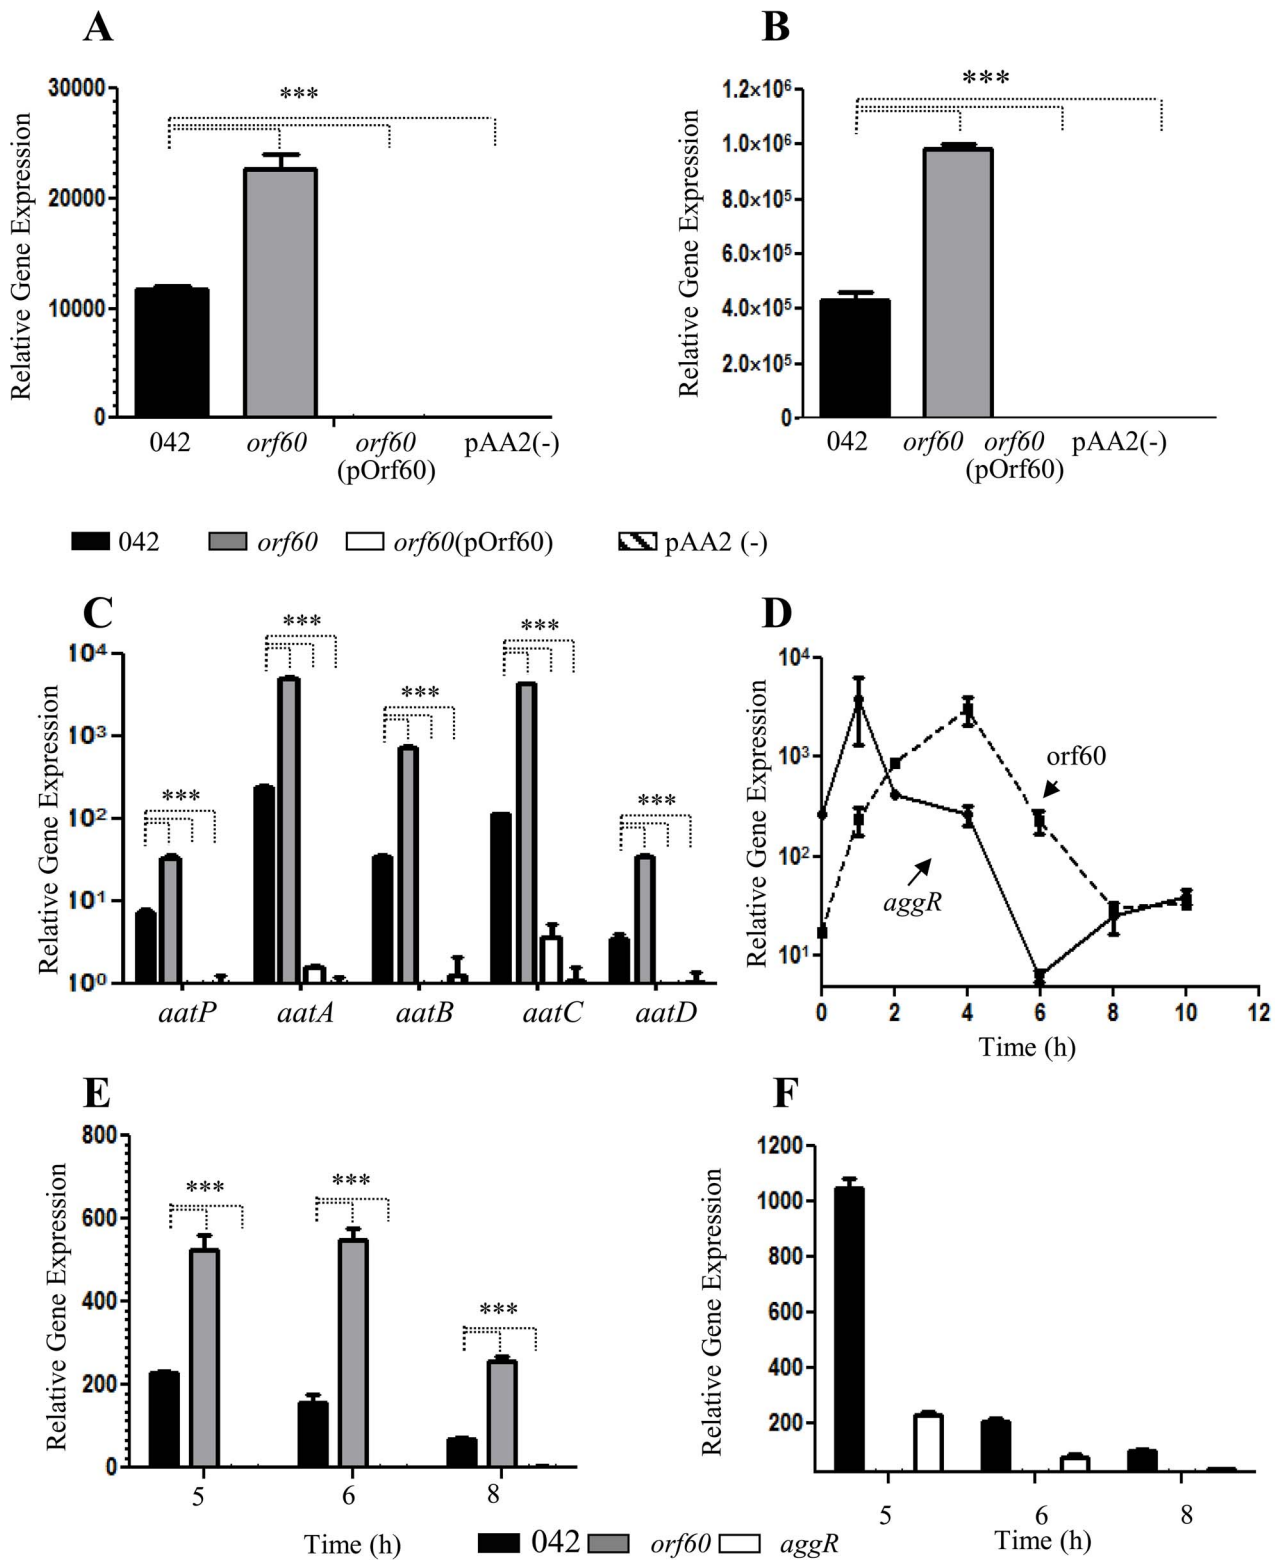 A
Relative Gene Expression
30000
20000
10000
0
***
042 orf60 orf60 pAA2(-)
(pOrf60)
B
Relative Gene Expression
1.2×10⁶
1.0×10⁶
8.0×10⁵
6.0×10⁵
4.0×10⁵
2.0×10⁵
0
***
042 orf60 orf60 pAA2(-)
(pOrf60)
042 orf60 orf60(pOrf60) pAA2 (-)
C
Relative Gene Expression
10⁴
10³
10²
10¹
10⁰
***
***
***
***
***
aatP aatA aatB aatC aatD
D
Relative Gene Expression
10⁴
10³
10²
10¹
orf60
aggR
0 2 4 6 8 10 12
Time (h)
E
Relative Gene Expression
800
600
400
200
0
***
***
***
5 6 8
Time (h)
F
Relative Gene Expression
1200
1000
800
600
400
200
5 6 8
Time (h)
042 orf60 aggR